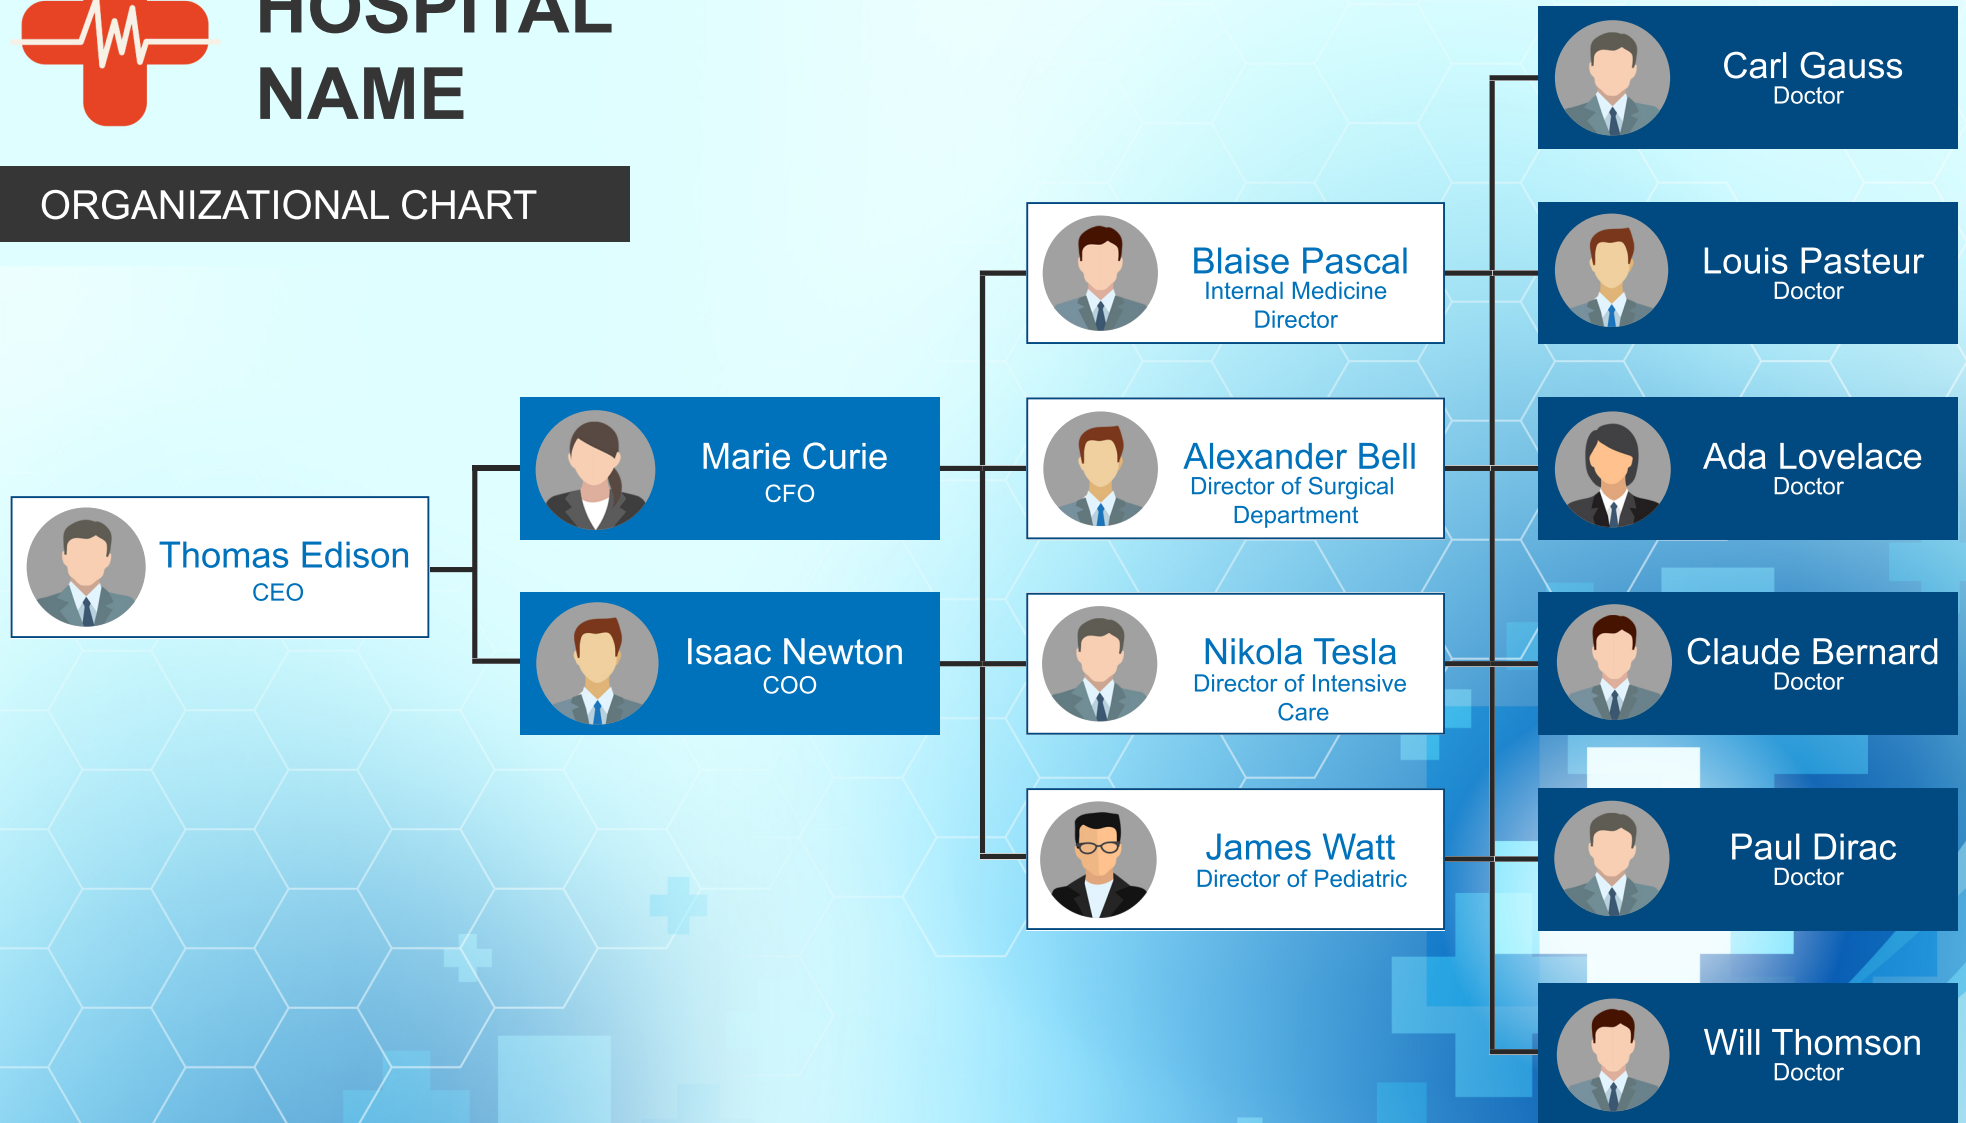 HOSPITAL
NAME
ORGANIZATIONAL CHART
Thomas Edison
CEO
Marie Curie
CFO
Isaac Newton
COO
Blaise Pascal
Internal Medicine
Director
Alexander Bell
Director of Surgical
Department
Nikola Tesla
Director of Intensive
Care
James Watt
Director of Pediatric
Carl Gauss
Doctor
Louis Pasteur
Doctor
Ada Lovelace
Doctor
Claude Bernard
Doctor
Paul Dirac
Doctor
Will Thomson
Doctor